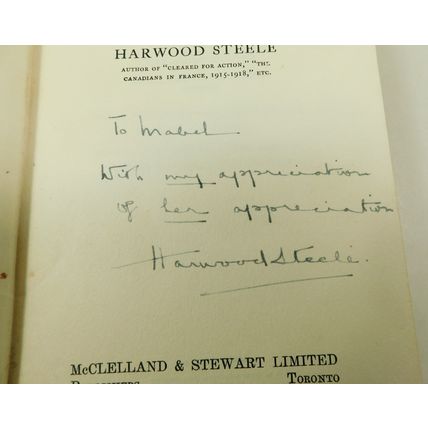 HARWOOD STEELE
AUTHOR OF "CLEARED FOR ACTION," "THE
CANADIANS IN FRANCE, 1915-1918," ETC.
To Mabel.
With my appreciation
of her appreciation
Harwood Steele.
McCLELLAND & STEWART LIMITED
PUBLISHERS TORONTO